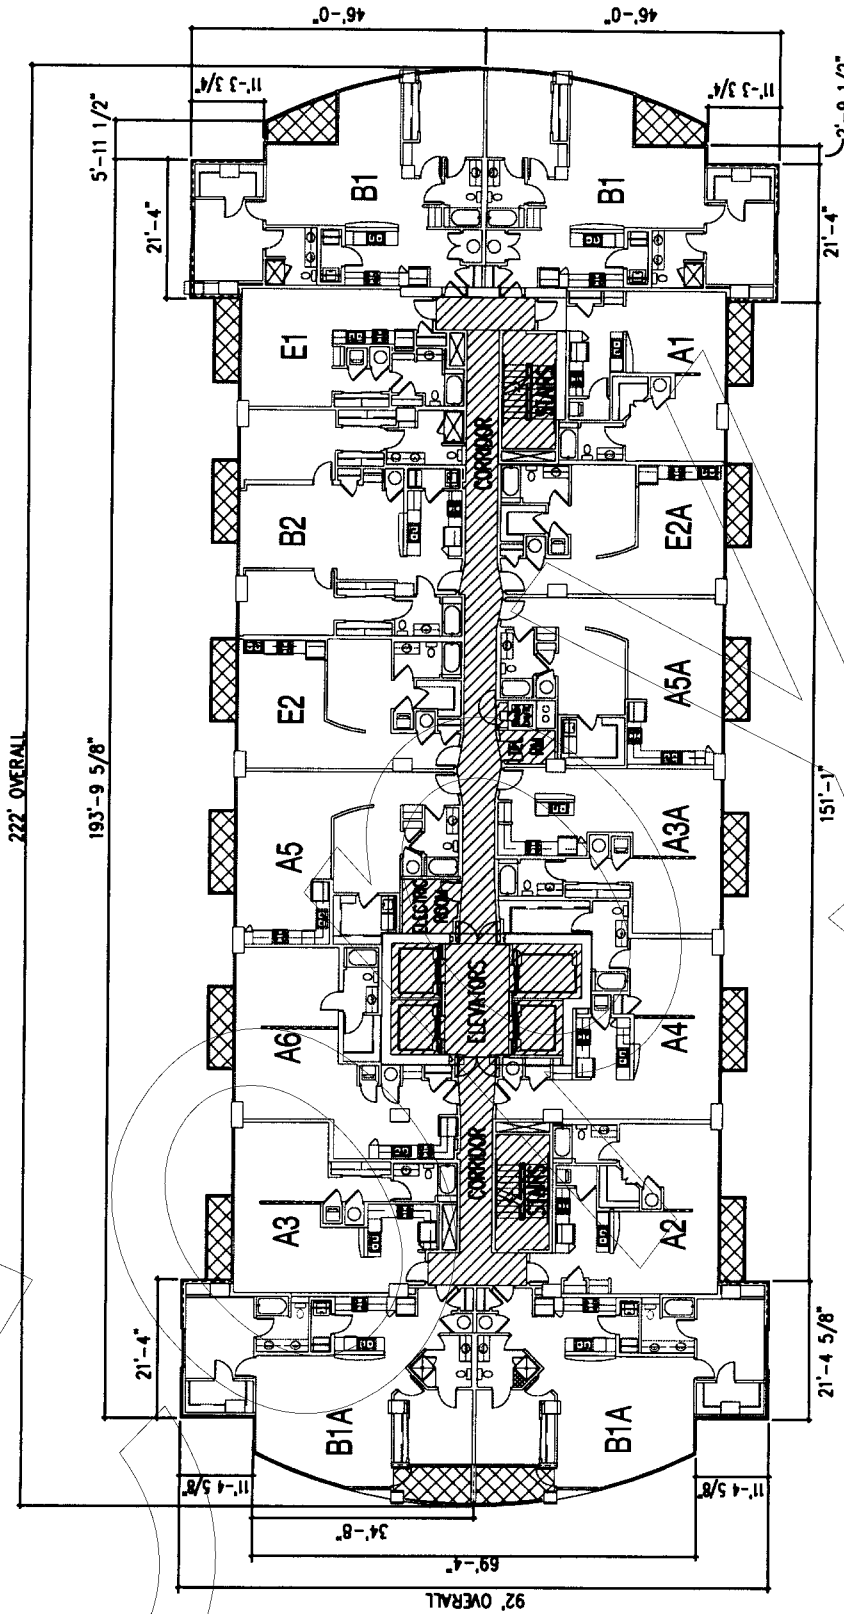 46'-0"
46'-0"
11'-3 3/4"
11'-3 3/4"
5'-11 1/2"
21'-4"
21'-4"
222' OVERALL
193'-9 5/8"
151'-1"
B1
B1
E1
A1
STAIRS
CORRIDOR
B2
E2A
E2
A5A
A5
A3A
ELECTRIC
ROOM
ELEVATORS
A6
A4
CORRIDOR
STAIRS
A3
A2
21'-4"
21'-4 5/8"
B1A
B1A
11'-4 5/8"
11'-4 5/8"
34'-8"
69'-4"
92' OVERALL